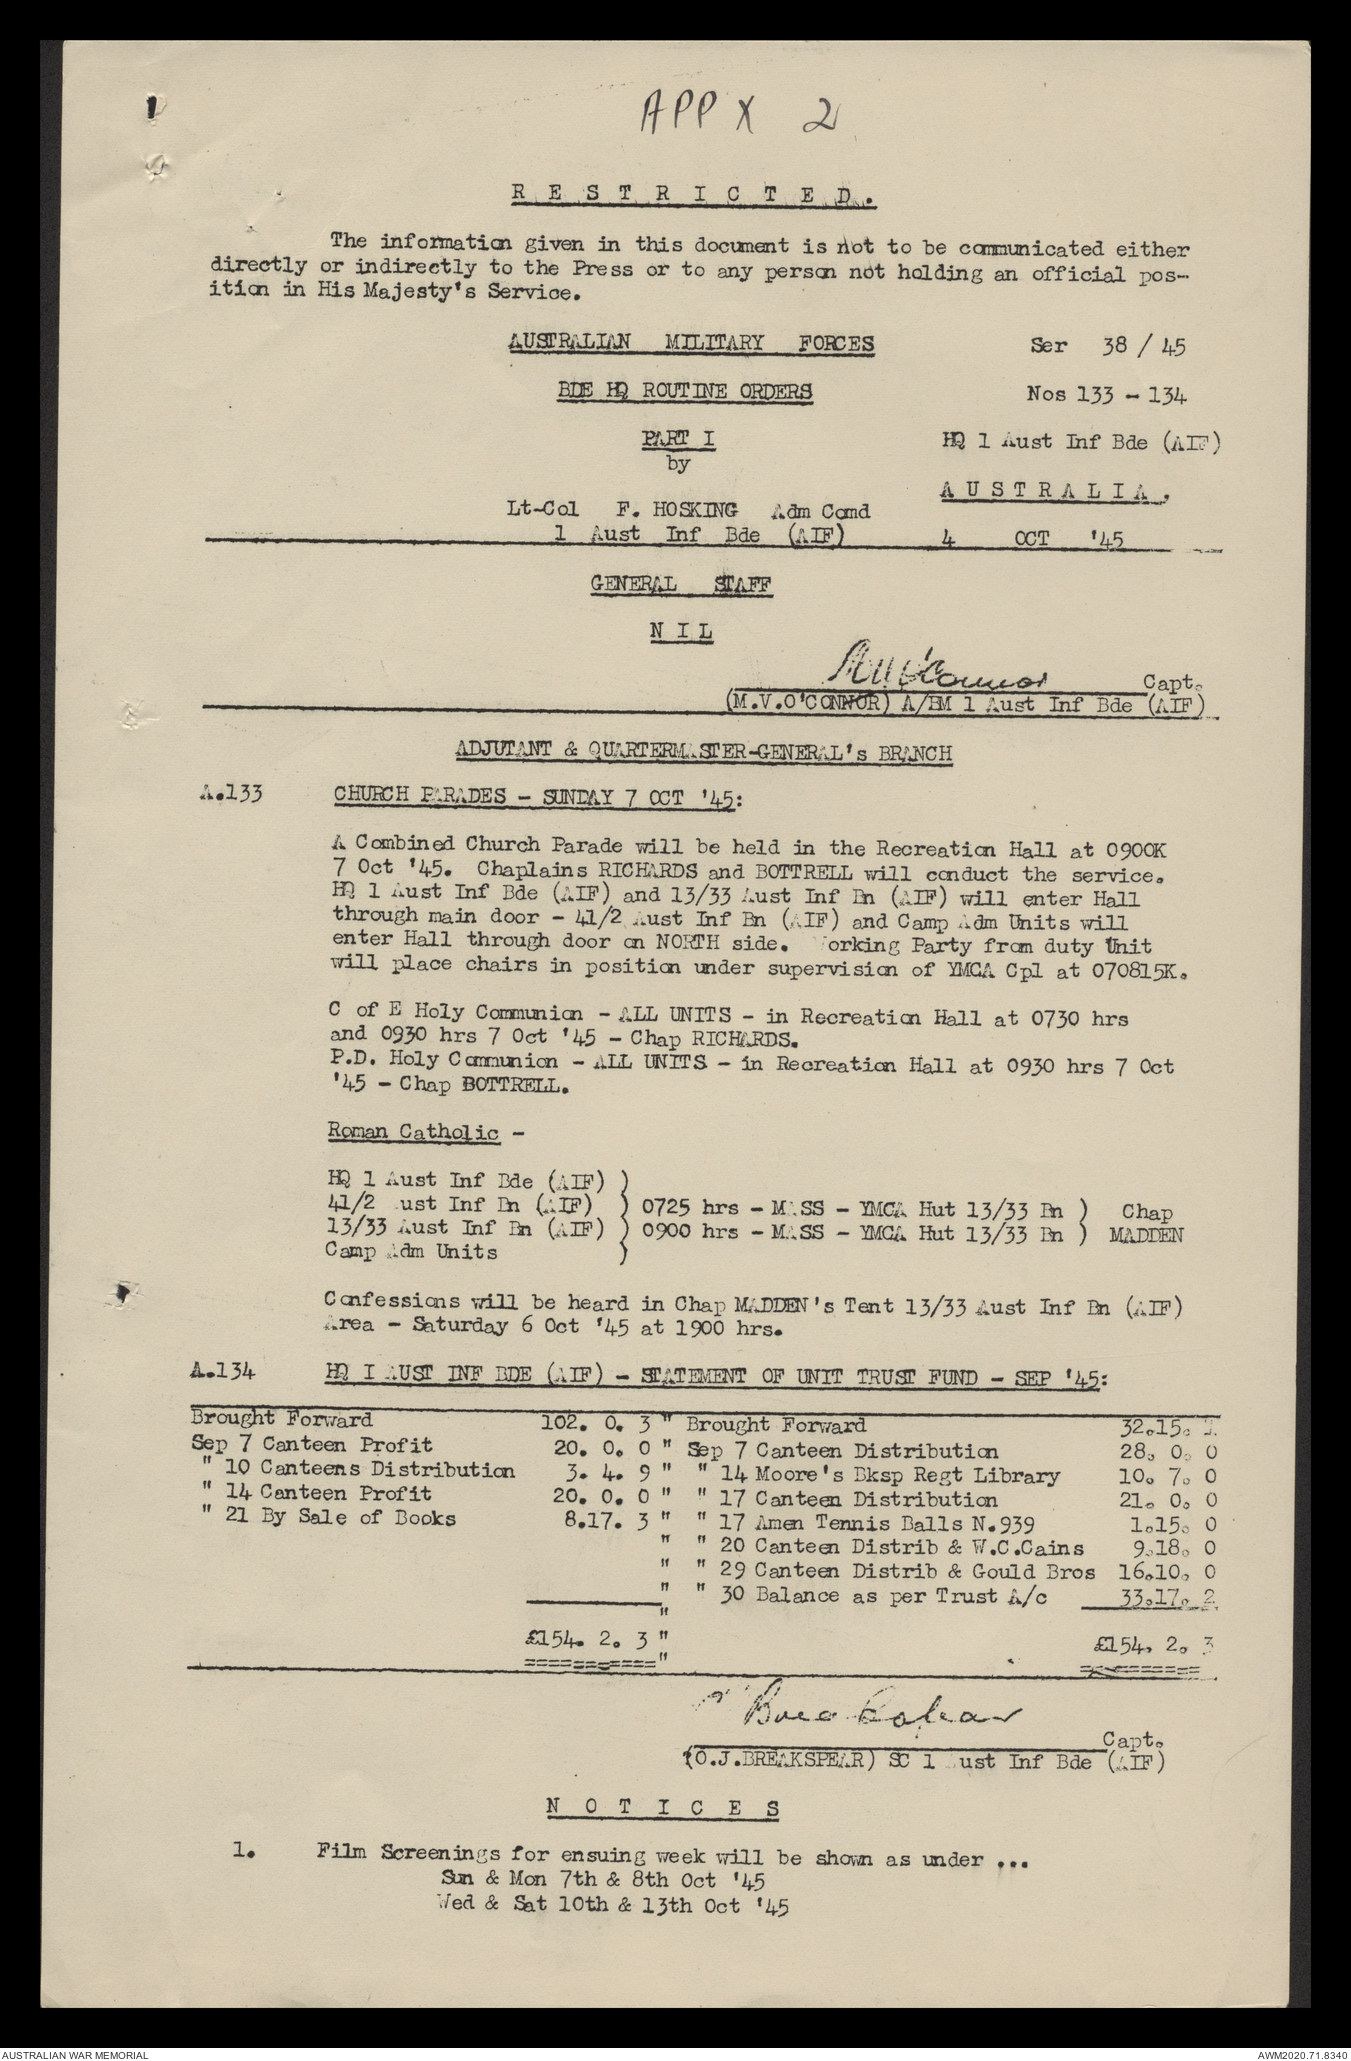 APPX 2
RESTRICTED.
The information given in this document is not to be communicated either
directly or indirectly to the Press or to any person not holding an official pos-
ition in His Majesty's Service.
AUSTRALIAN MILITARY FORCES Ser 38 / 45
BDE HQ ROUTINE ORDERS Nos 133 - 134
PART I HQ 1 Aust Inf Bde (AIF)
by
AUSTRALIA.
Lt-Col F. HOSKING Adm Comd
1 Aust Inf Bde (AIF) 4 OCT '45
GENERAL STAFF
NIL
M V O'Connor
Capt.
(M.V.O'CONNOR) A/BM 1 Aust Inf Bde (AIF)
ADJUTANT & QUARTERMASTER-GENERAL's BRANCH
A.133 CHURCH PARADES - SUNDAY 7 OCT '45:
A Combined Church Parade will be held in the Recreation Hall at 0900K
7 Oct '45. Chaplains RICHARDS and BOTTRELL will conduct the service.
HQ 1 Aust Inf Bde (AIF) and 13/33 Aust Inf Bn (AIF) will enter Hall
through main door - 41/2 Aust Inf Bn (AIF) and Camp Adm Units will
enter Hall through door on NORTH side. Working Party from duty Unit
will place chairs in position under supervision of YMCA Cpl at 070815K.
C of E Holy Communion - ALL UNITS - in Recreation Hall at 0730 hrs
and 0930 hrs 7 Oct '45 - Chap RICHARDS.
P.D. Holy Communion - ALL UNITS - in Recreation Hall at 0930 hrs 7 Oct
'45 - Chap BOTTRELL.
Roman Catholic -
HQ 1 Aust Inf Bde (AIF) )
41/2 Aust Inf Bn (AIF) ) 0725 hrs - MASS - YMCA Hut 13/33 Bn ) Chap
13/33 Aust Inf Bn (AIF) ) 0900 hrs - MASS - YMCA Hut 13/33 Bn ) MADDEN
Camp Adm Units )
Confessions will be heard in Chap MADDEN's Tent 13/33 Aust Inf Bn (AIF)
Area - Saturday 6 Oct '45 at 1900 hrs.
A.134 HQ I AUST INF BDE (AIF) - STATEMENT OF UNIT TRUST FUND - SEP '45:
Brought Forward 102. 0. 3 " Brought Forward 32.15.
Sep 7 Canteen Profit 20. 0. 0 " Sep 7 Canteen Distribution 28. 0. 0
" 10 Canteens Distribution 3. 4. 9 " " 14 Moore's Bksp Regt Library 10. 7. 0
" 14 Canteen Profit 20. 0. 0 " " 17 Canteen Distribution 21. 0. 0
" 21 By Sale of Books 8.17. 3 " " 17 Amen Tennis Balls N.939 1.15. 0
" " 20 Canteen Distrib & W.C.Cains 9.18. 0
" " 29 Canteen Distrib & Gould Bros 16.10. 0
" " 30 Balance as per Trust A/c 33.17. 2
"
£154. 2. 3 " £154. 2. 3
============"  ==========
Breakspear
Capt.
(O.J.BREAKSPEAR) SC 1 Aust Inf Bde (AIF)
NOTICES
1. Film Screenings for ensuing week will be shown as under ...
Sun & Mon 7th & 8th Oct '45
Wed & Sat 10th & 13th Oct '45
AUSTRALIAN WAR MEMORIAL AWM2020.71.8340